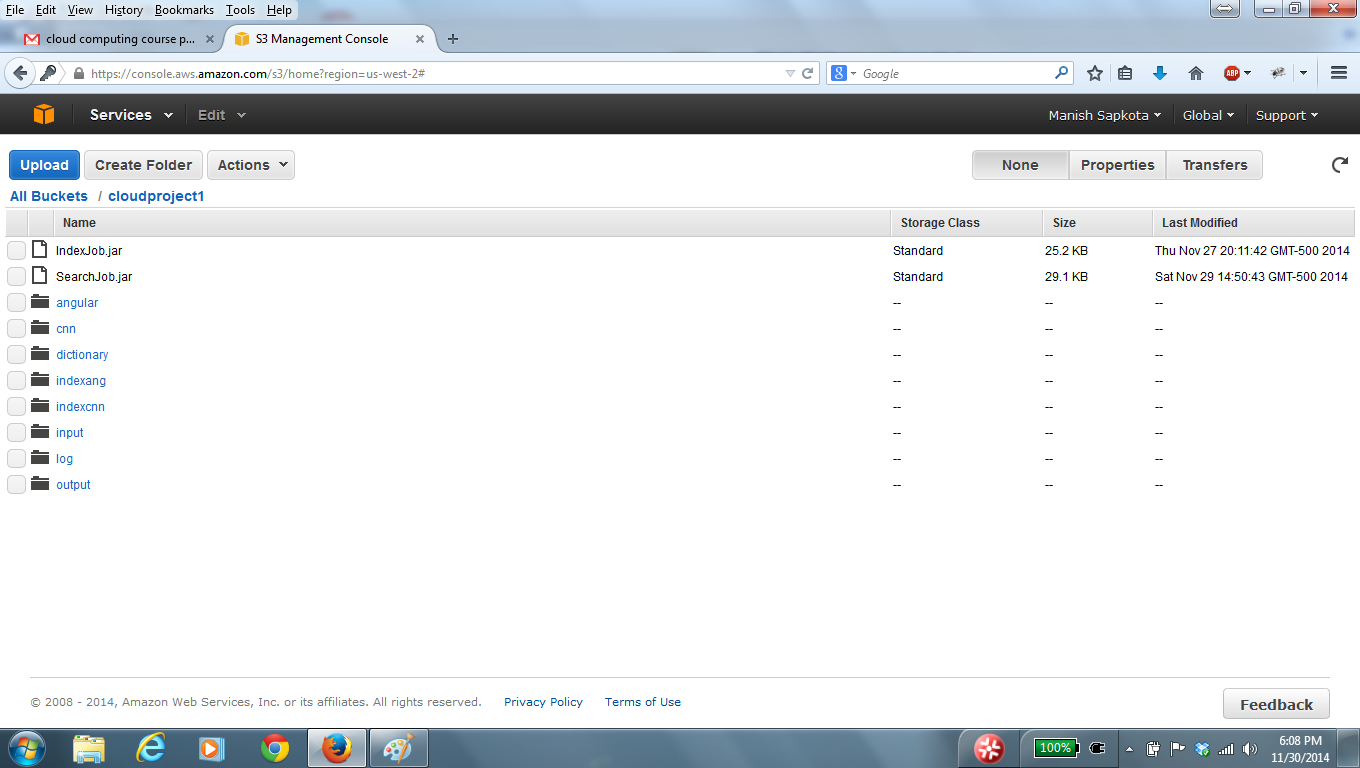 File Edit View History Bookmarks Tools Help
cloud computing course p... × S3 Management Console × +
https://console.aws.amazon.com/s3/home?region=us-west-2# Google ABP
Services Edit Manish Sapkota Global Support
Upload Create Folder Actions None Properties Transfers
All Buckets / cloudproject1
Name Storage Class Size Last Modified
IndexJob.jar Standard 25.2 KB Thu Nov 27 20:11:42 GMT-500 2014
SearchJob.jar Standard 29.1 KB Sat Nov 29 14:50:43 GMT-500 2014
angular -- -- --
cnn -- -- --
dictionary -- -- --
indexang -- -- --
indexcnn -- -- --
input -- -- --
log -- -- --
output -- -- --
© 2008 - 2014, Amazon Web Services, Inc. or its affiliates. All rights reserved. Privacy Policy Terms of Use Feedback
100% 6:08 PM
11/30/2014